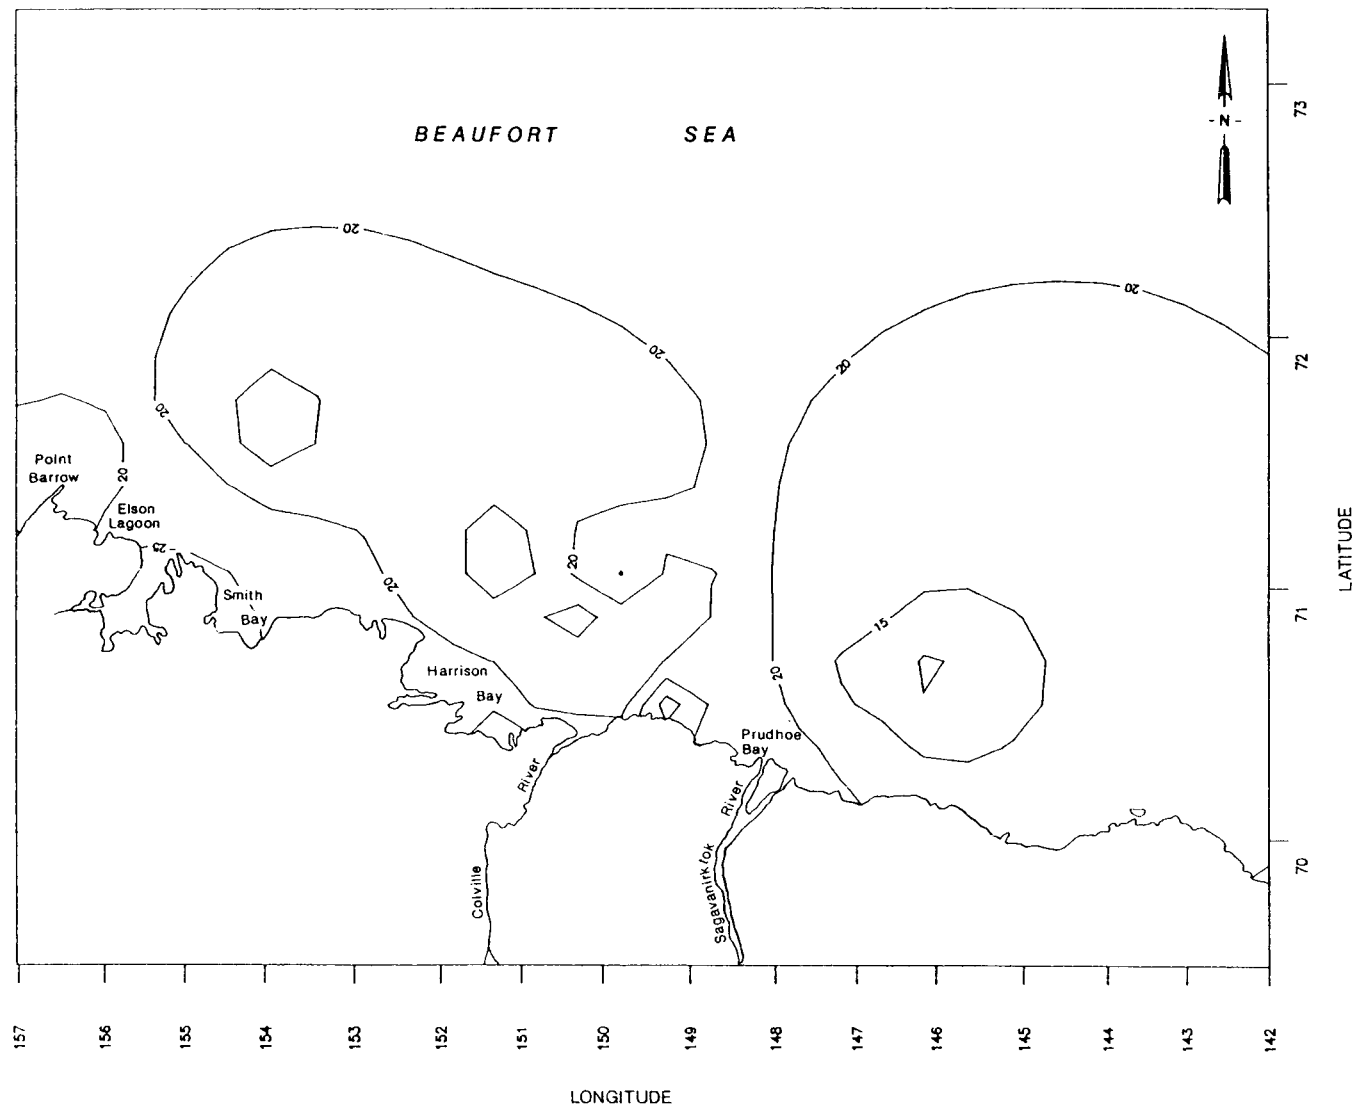 BEAUFORT SEA
-N-
73
20
20
20
20
72
20
Point
Barrow
20
Elson
Lagoon
25
20
20
Smith
Bay
15
71
LATITUDE
Harrison
Bay
20
Prudhoe
Bay
River
River
Colville
Sagavanirktok
70
157
156
155
154
153
152
151
150
149
148
147
146
145
144
143
142
LONGITUDE